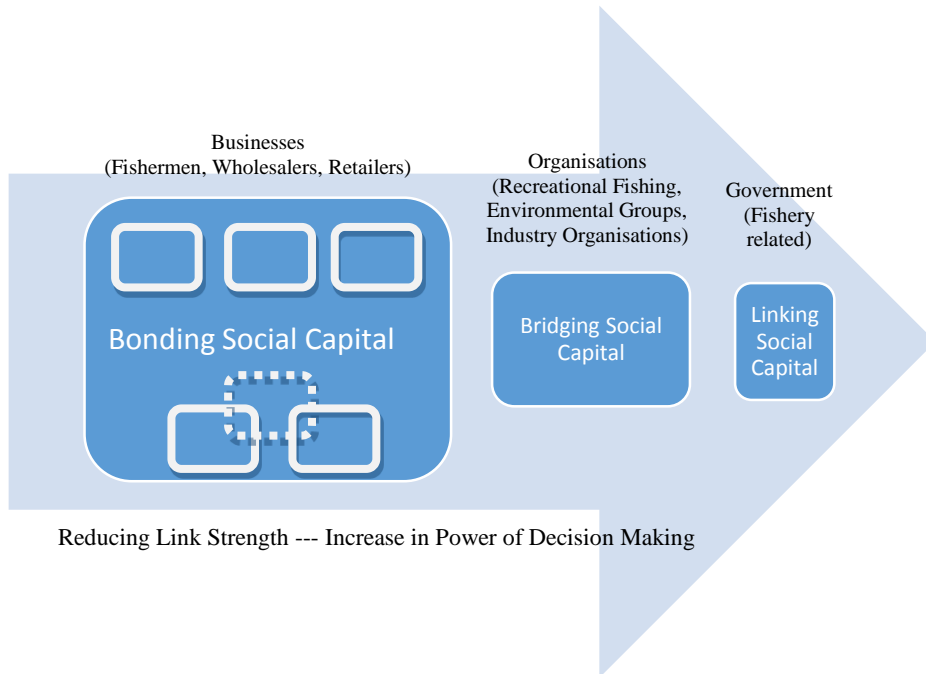 Businesses
(Fishermen, Wholesalers, Retailers)
Organisations
(Recreational Fishing,
Environmental Groups,
Industry Organisations)
Government
(Fishery
related)
Bonding Social Capital
Bridging Social
Capital
Linking
Social
Capital
Reducing Link Strength --- Increase in Power of Decision Making